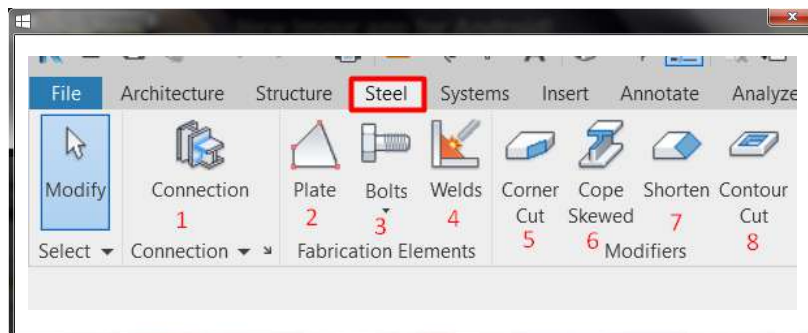 File Architecture Structure Steel Systems Insert Annotate Analyze
Modify Connection Plate Bolts Welds Corner Cope Shorten Contour
Cut Skewed Cut
1 2 3 4 5 6 7 8
Select Connection Fabrication Elements Modifiers